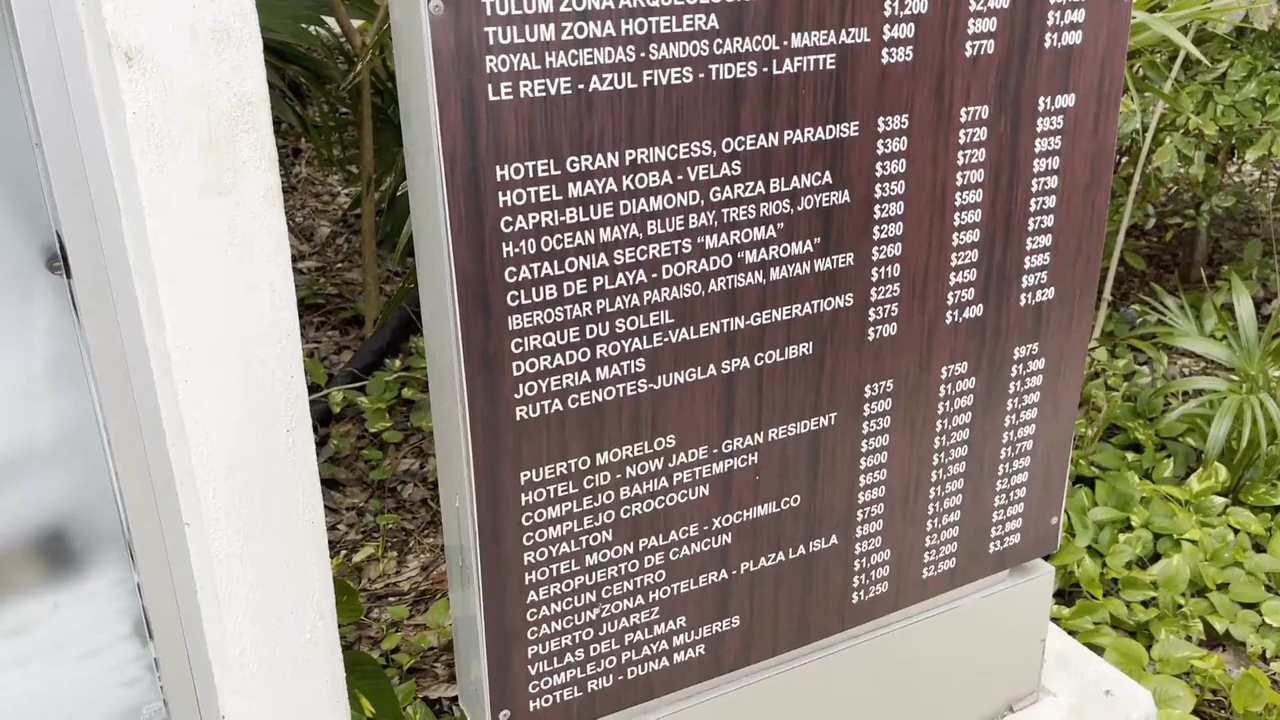 TULUM ZONA
TULUM ZONA HOTELERA $1,200 $2,400
ROYAL HACIENDAS - SANDOS CARACOL - MAREA AZUL $400 $800 $1,040
LE REVE - AZUL FIVES - TIDES - LAFITTE $385 $770 $1,000
HOTEL GRAN PRINCESS, OCEAN PARADISE $385 $770 $1,000
HOTEL MAYA KOBA - VELAS $360 $720 $935
CAPRI-BLUE DIAMOND, GARZA BLANCA $360 $720 $935
H-10 OCEAN MAYA, BLUE BAY, TRES RIOS, JOYERIA $350 $700 $910
CATALONIA SECRETS “MAROMA” $280 $560 $730
CLUB DE PLAYA - DORADO “MAROMA” $280 $560 $730
IBEROSTAR PLAYA PARAISO, ARTISAN, MAYAN WATER $260 $560 $730
CIRQUE DU SOLEIL $110 $220 $290
DORADO ROYALE-VALENTIN-GENERATIONS $225 $450 $585
JOYERIA MATIS $375 $750 $975
RUTA CENOTES-JUNGLA SPA COLIBRI $700 $1,400 $1,820
PUERTO MORELOS $375 $750 $975
HOTEL CID - NOW JADE - GRAN RESIDENT $500 $1,000 $1,300
COMPLEJO BAHIA PETEMPICH $530 $1,060 $1,380
COMPLEJO CROCOCUN $500 $1,000 $1,300
ROYALTON $600 $1,200 $1,560
HOTEL MOON PALACE - XOCHIMILCO $650 $1,300 $1,690
AEROPUERTO DE CANCUN $680 $1,360 $1,770
CANCUN CENTRO $750 $1,500 $1,950
CANCUN ZONA HOTELERA - PLAZA LA ISLA $800 $1,600 $2,080
PUERTO JUAREZ $820 $1,640 $2,130
VILLAS DEL PALMAR $1,000 $2,000 $2,600
COMPLEJO PLAYA MUJERES $1,100 $2,200 $2,860
HOTEL RIU - DUNA MAR $1,250 $2,500 $3,250